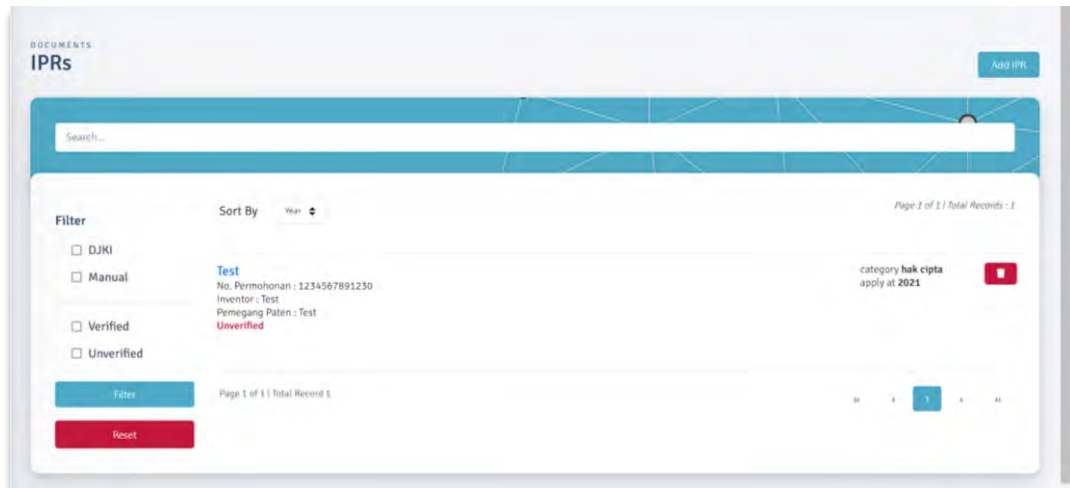 DOCUMENTS
IPRs
Add IPR
Search...
Filter
DJKI
Manual
Verified
Unverified
Filter
Reset
Sort By Year
Page 1 of 1 | Total Records : 1
Test
No. Permohonan : 1234567891230
Inventor : Test
Pemegang Paten : Test
Unverified
category hak cipta
apply at 2021
Page 1 of 1 | Total Record 1
1